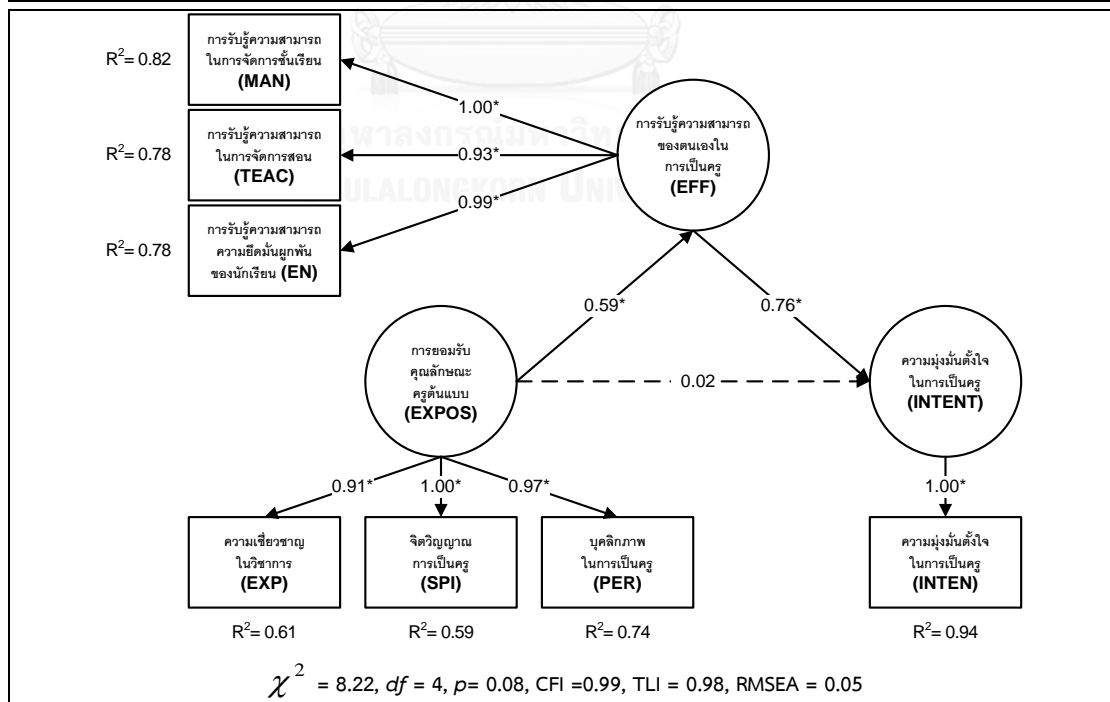 R²= 0.82
การรับรู้ความสามารถ
ในการจัดการชั้นเรียน
(MAN)
R²= 0.78
การรับรู้ความสามารถ
ในการจัดการสอน
(TEAC)
R²= 0.78
การรับรู้ความสามารถ
ความยึดมั่นผูกพัน
ของนักเรียน (EN)
1.00*
0.93*
0.99*
การรับรู้ความสามารถ
ของตนเองใน
การเป็นครู
(EFF)
0.59*
0.76*
การยอมรับ
คุณลักษณะ
ครูต้นแบบ
(EXPOS)
0.02
ความมุ่งมั่นตั้งใจ
ในการเป็นครู
(INTENT)
0.91*
1.00*
0.97*
1.00*
ความเชี่ยวชาญ
ในวิชาการ
(EXP)
จิตวิญญาณ
การเป็นครู
(SPI)
บุคลิกภาพ
ในการเป็นครู
(PER)
ความมุ่งมั่นตั้งใจ
ในการเป็นครู
(INTEN)
R²= 0.61
R²= 0.59
R²= 0.74
R²= 0.94
χ² = 8.22, df = 4, p= 0.08, CFI =0.99, TLI = 0.98, RMSEA = 0.05